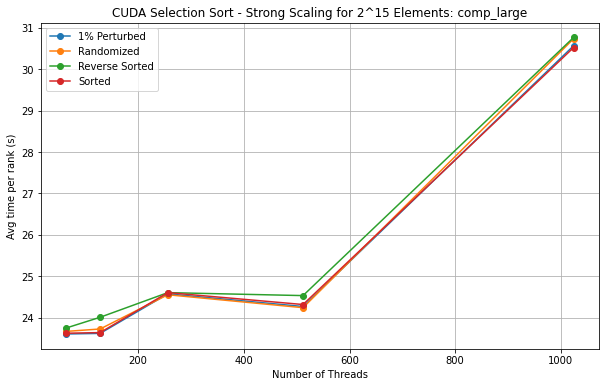 CUDA Selection Sort - Strong Scaling for 2^15 Elements: comp_large
1% Perturbed
Randomized
Reverse Sorted
Sorted
Avg time per rank (s)
31
30
29
28
27
26
25
24
200
400
600
800
1000
Number of Threads